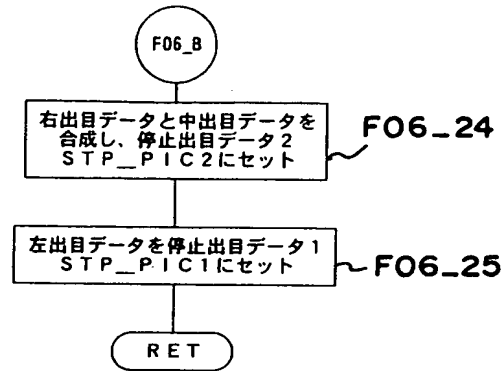 F06_B
右出目データと中出目データを
合成し、停止出目データ2
STP__PIC2にセット
F06_24
左出目データを停止出目データ1
STP__PIC1にセット
F06_25
RET